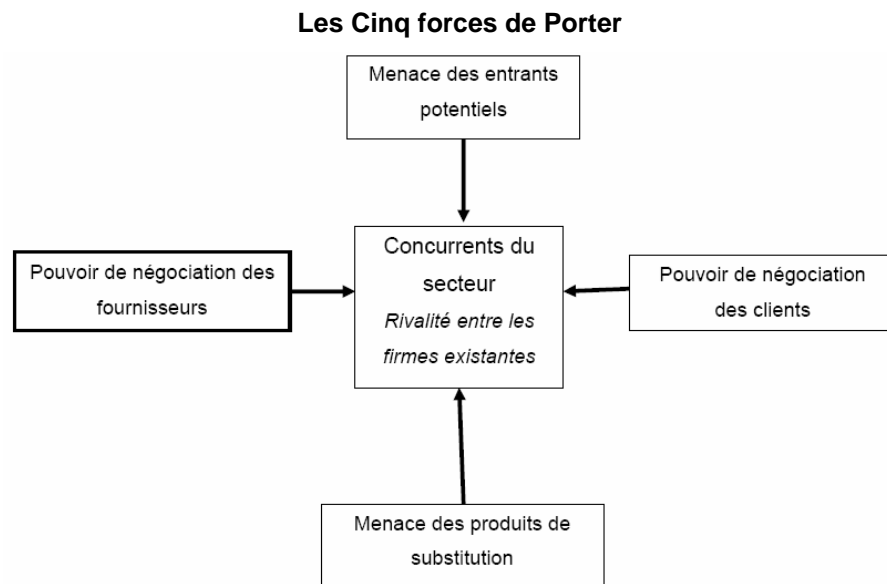 Les Cinq forces de Porter
Menace des entrants
potentiels
Pouvoir de négociation des
fournisseurs
Concurrents du
secteur
Rivalité entre les
firmes existantes
Pouvoir de négociation
des clients
Menace des produits de
substitution